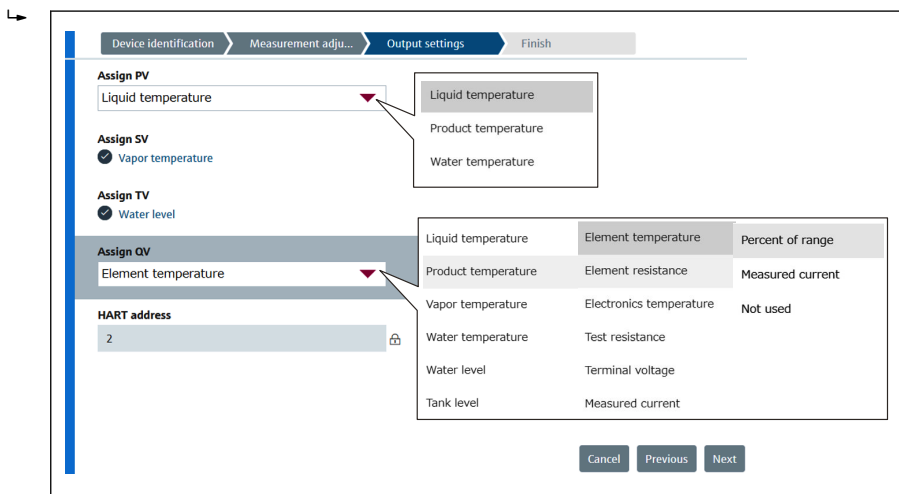 Device identification
Measurement adju...
Output settings
Finish
Assign PV
Liquid temperature
Liquid temperature
Product temperature
Water temperature
Assign SV
Vapor temperature
Assign TV
Water level
Assign QV
Element temperature
Liquid temperature
Product temperature
Vapor temperature
Water temperature
Water level
Tank level
Element temperature
Element resistance
Electronics temperature
Test resistance
Terminal voltage
Measured current
Percent of range
Measured current
Not used
HART address
2
Cancel
Previous
Next